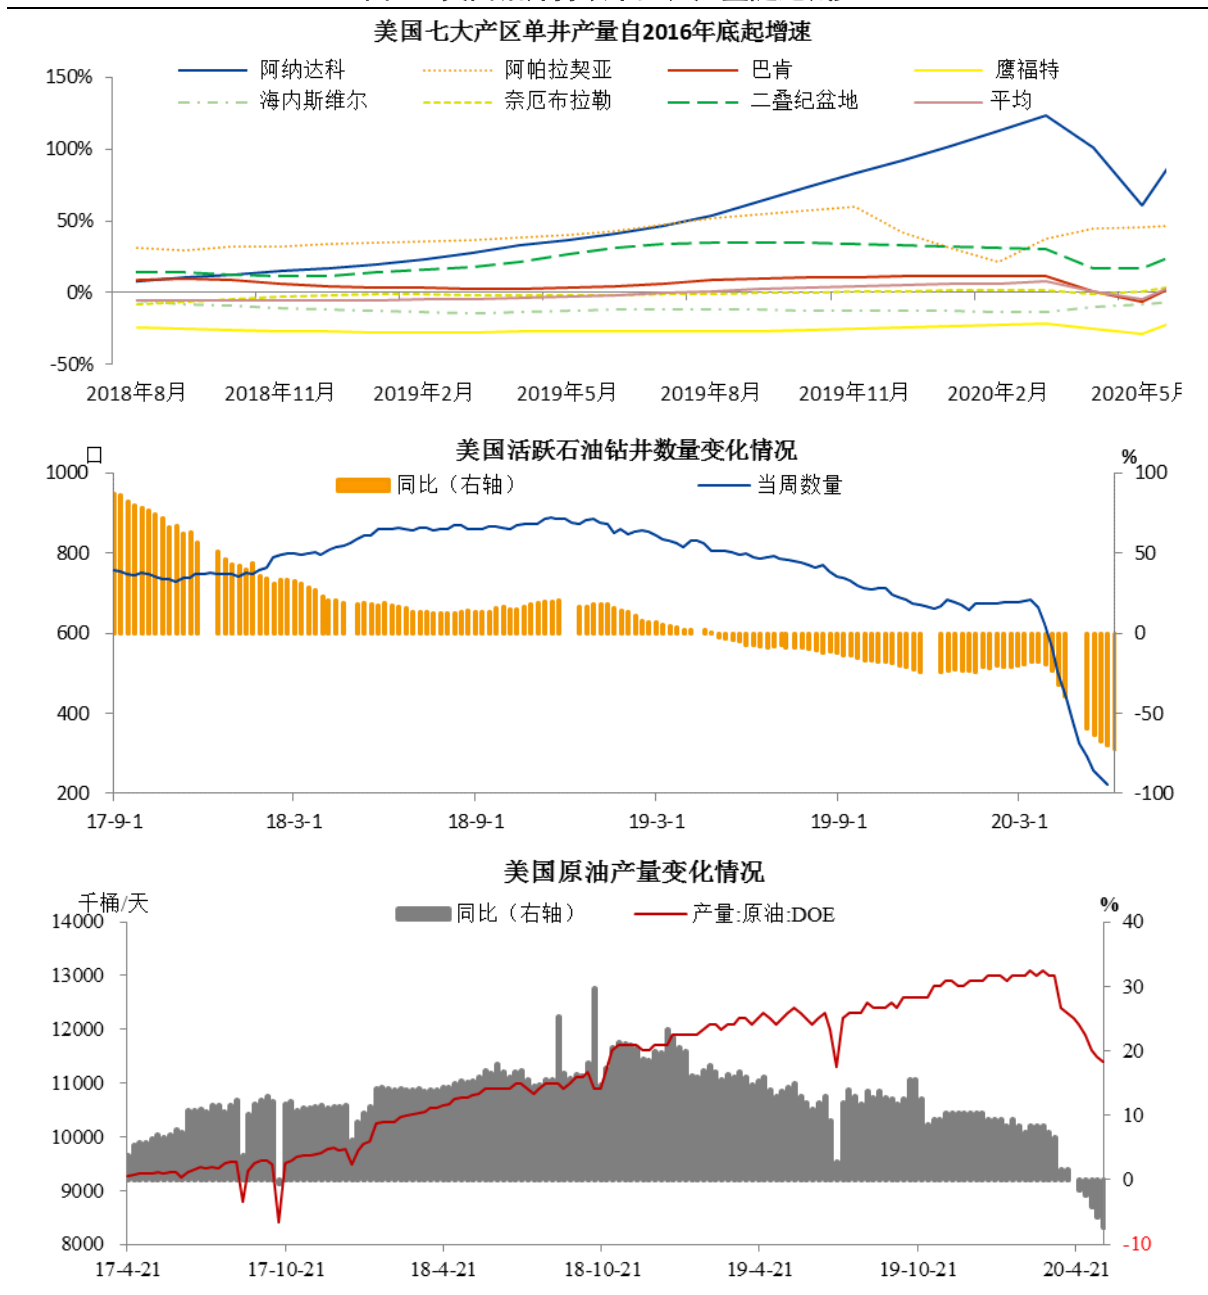 美国七大产区单井产量自2016年底起增速
阿纳达科 阿帕拉契亚 巴肯 鹰福特
海内斯维尔 奈厄布拉勒 二叠纪盆地 平均
150%
100%
50%
0%
-50%
2018年8月 2018年11月 2019年2月 2019年5月 2019年8月 2019年11月 2020年2月 2020年5月
美国活跃石油钻井数量变化情况
口 %
同比（右轴） 当周数量
1000 100
800 50
600 0
400 -50
200 -100
17-9-1 18-3-1 18-9-1 19-3-1 19-9-1 20-3-1
美国原油产量变化情况
千桶/天 %
同比（右轴） 产量:原油:DOE
14000 40
13000
12000 30
11000 20
10000 10
9000 0
8000 -10
17-4-21 17-10-21 18-4-21 18-10-21 19-4-21 19-10-21 20-4-21